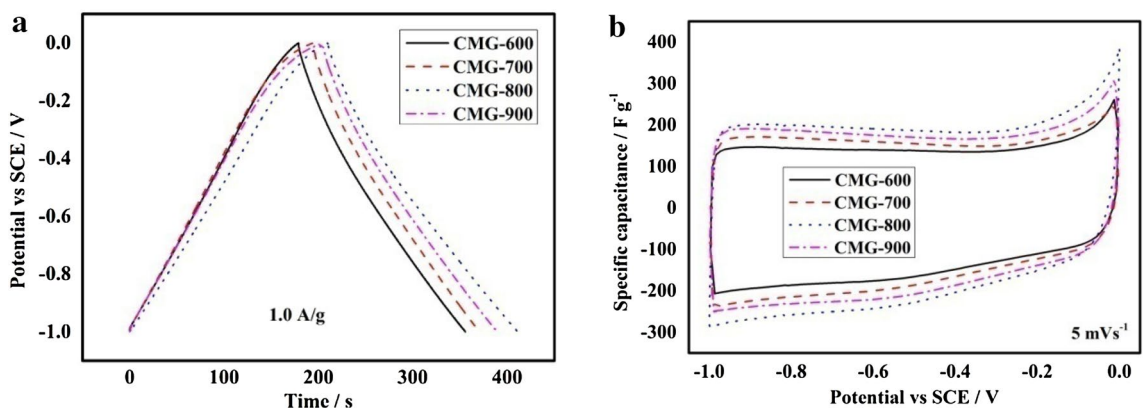 a
0.0
-0.2
-0.4
-0.6
-0.8
-1.0
Potential vs SCE / V
CMG-600
CMG-700
CMG-800
CMG-900
1.0 A/g
0 100 200 300 400
Time / s
b
400
300
200
100
0
-100
-200
-300
Specific capacitance / F g-1
CMG-600
CMG-700
CMG-800
CMG-900
5 mVs-1
-1.0 -0.8 -0.6 -0.4 -0.2 0.0
Potential vs SCE / V